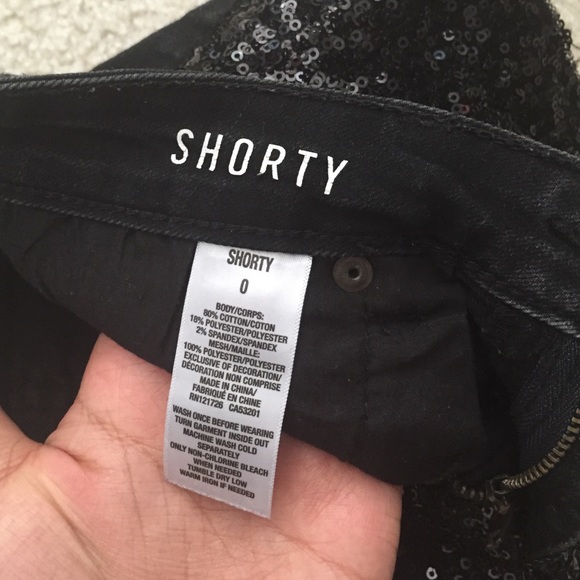 SHORTY
SHORTY
0
BODY/CORPS:
80% COTTON/COTON
18% POLYESTER/POLYESTER
2% SPANDEX/SPANDEX
MESH/MAILLE:
100% POLYESTER/POLYESTER
EXCLUSIVE OF DECORATION/
DÉCORATION NON COMPRISE
MADE IN CHINA/
FABRIQUÉ EN CHINE
RN121726 CA53201
WASH ONCE BEFORE WEARING
TURN GARMENT INSIDE OUT
MACHINE WASH COLD
SEPARATELY
ONLY NON-CHLORINE BLEACH
WHEN NEEDED
TUMBLE DRY LOW
WARM IRON IF NEEDED